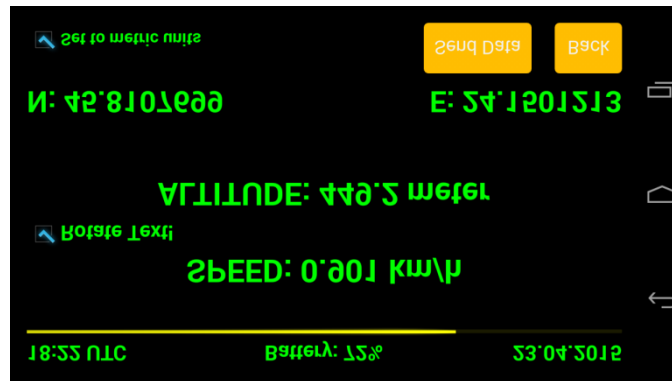 18:22 UTC Battery: 72% 23.04.2015
SPEED: 0.901 km/h
Rotate Text!
ALTITUDE: 449.2 meter
N: 45.8107699 E: 24.1501213
Set to metric units Send Data Back